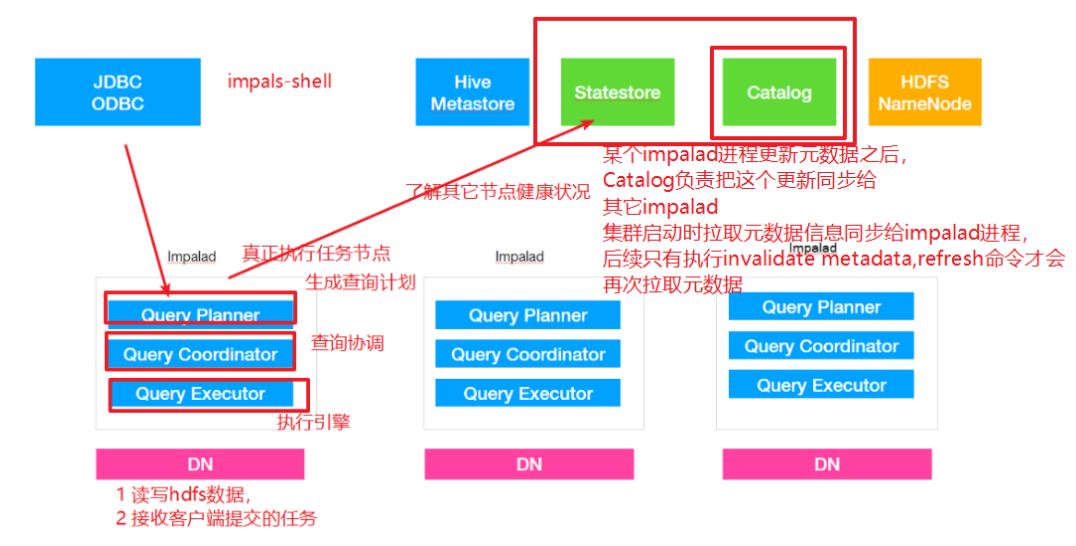 JDBC
ODBC
impals-shell
Hive
Metastore
Statestore
Catalog
HDFS
NameNode
某个impalad进程更新元数据之后，
Catalog负责把这个更新同步给
其它impalad
集群启动时拉取元数据信息同步给impalad进程，
后续只有执行invalidate metadata,refresh命令才会
再次拉取元数据
了解其它节点健康状况
Impalad
真正执行任务节点
生成查询计划
Query Planner
Query Coordinator
查询协调
Query Executor
执行引擎
DN
1 读写hdfs数据，
2 接收客户端提交的任务
Impalad
Query Planner
Query Coordinator
Query Executor
DN
Impalad
Query Planner
Query Coordinator
Query Executor
DN